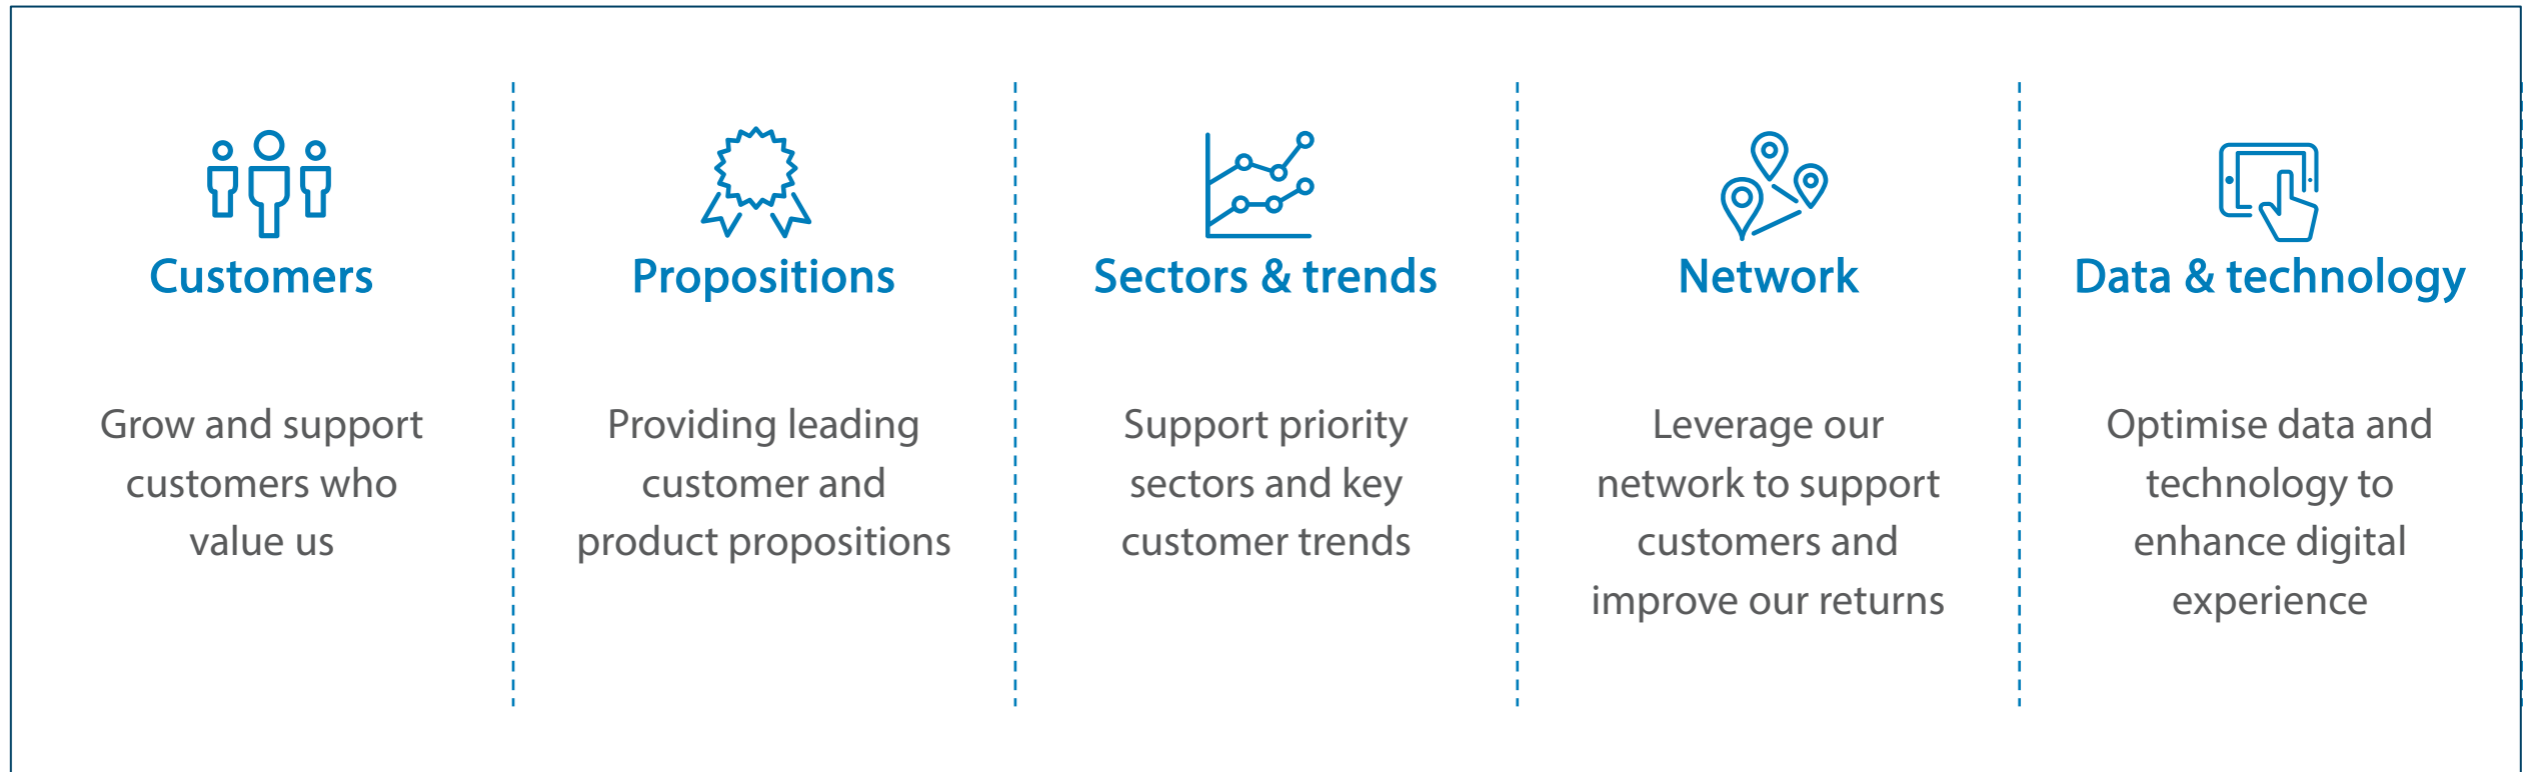 Customers
Grow and support
customers who
value us
Propositions
Providing leading
customer and
product propositions
Sectors & trends
Support priority
sectors and key
customer trends
Network
Leverage our
network to support
customers and
improve our returns
Data & technology
Optimise data and
technology to
enhance digital
experience